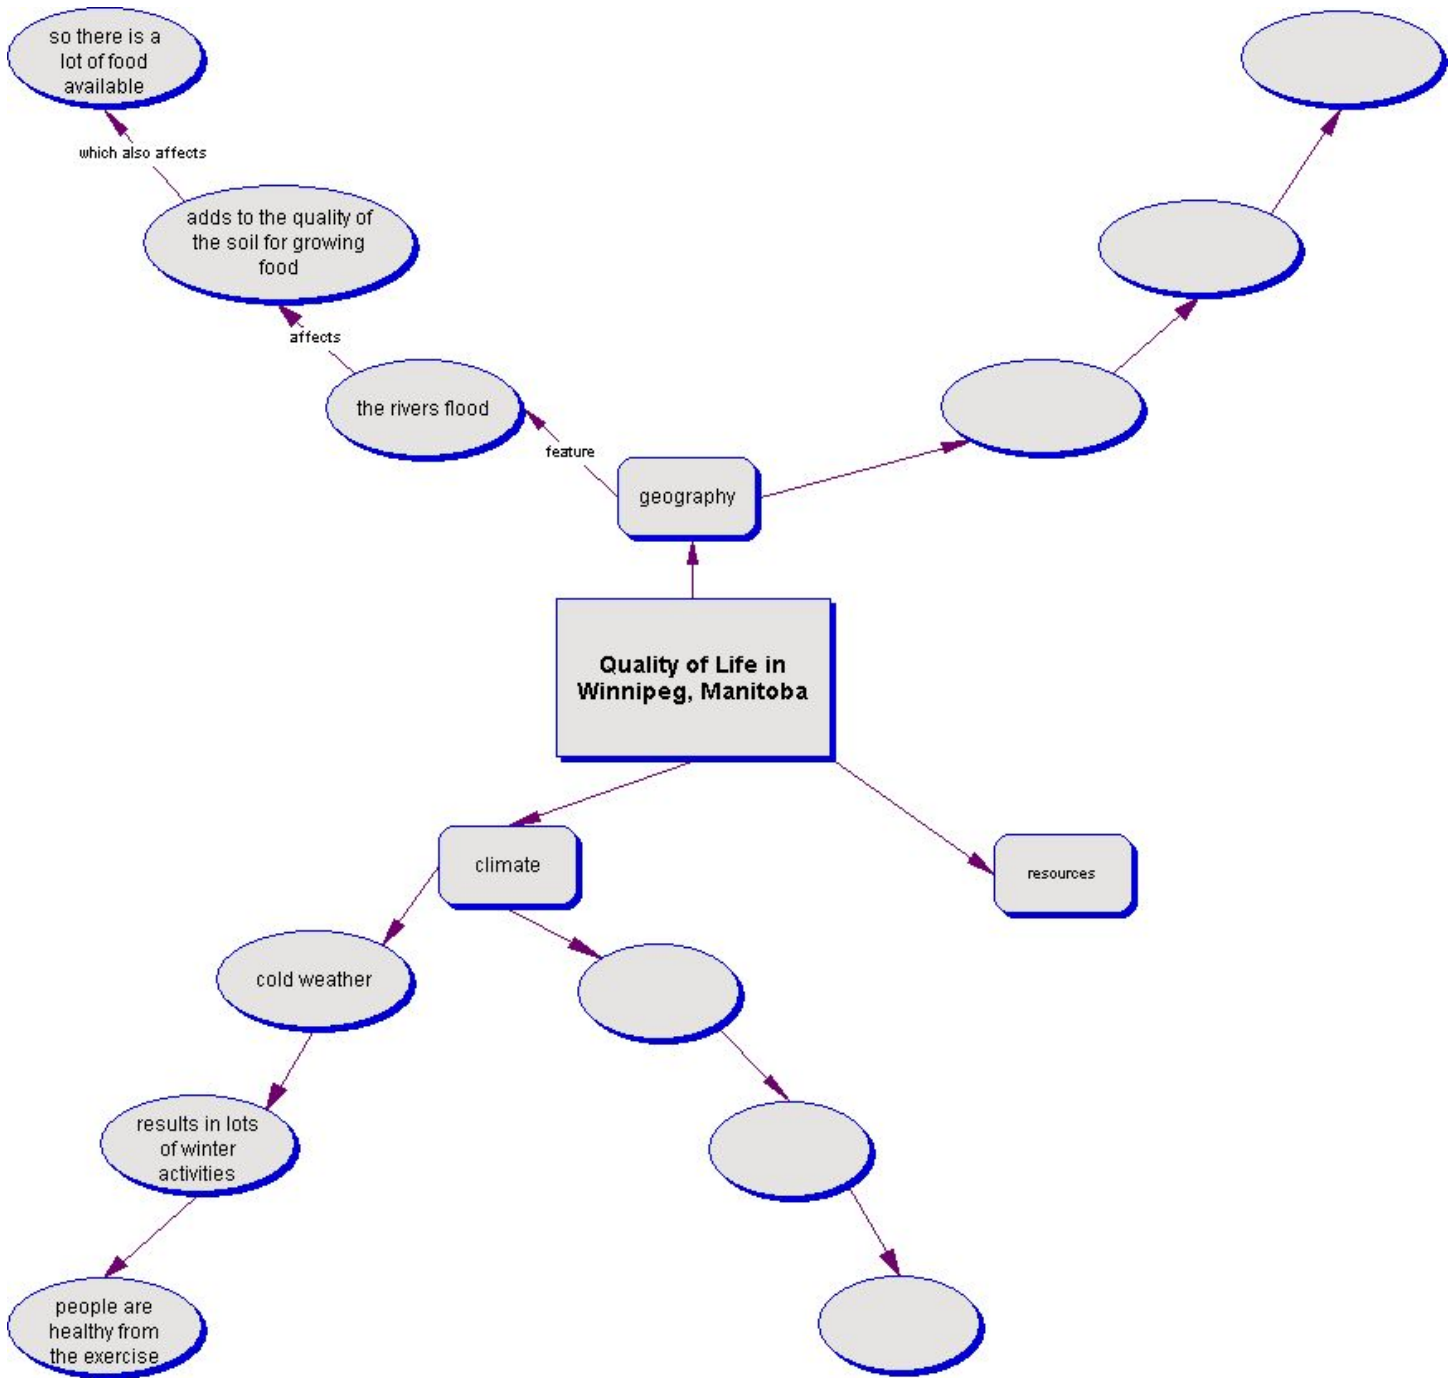 so there is a
lot of food
available
which also affects
adds to the quality of
the soil for growing
food
affects
the rivers flood
feature
geography
Quality of Life in
Winnipeg, Manitoba
climate
resources
cold weather
results in lots
of winter
activities
people are
healthy from
the exercise